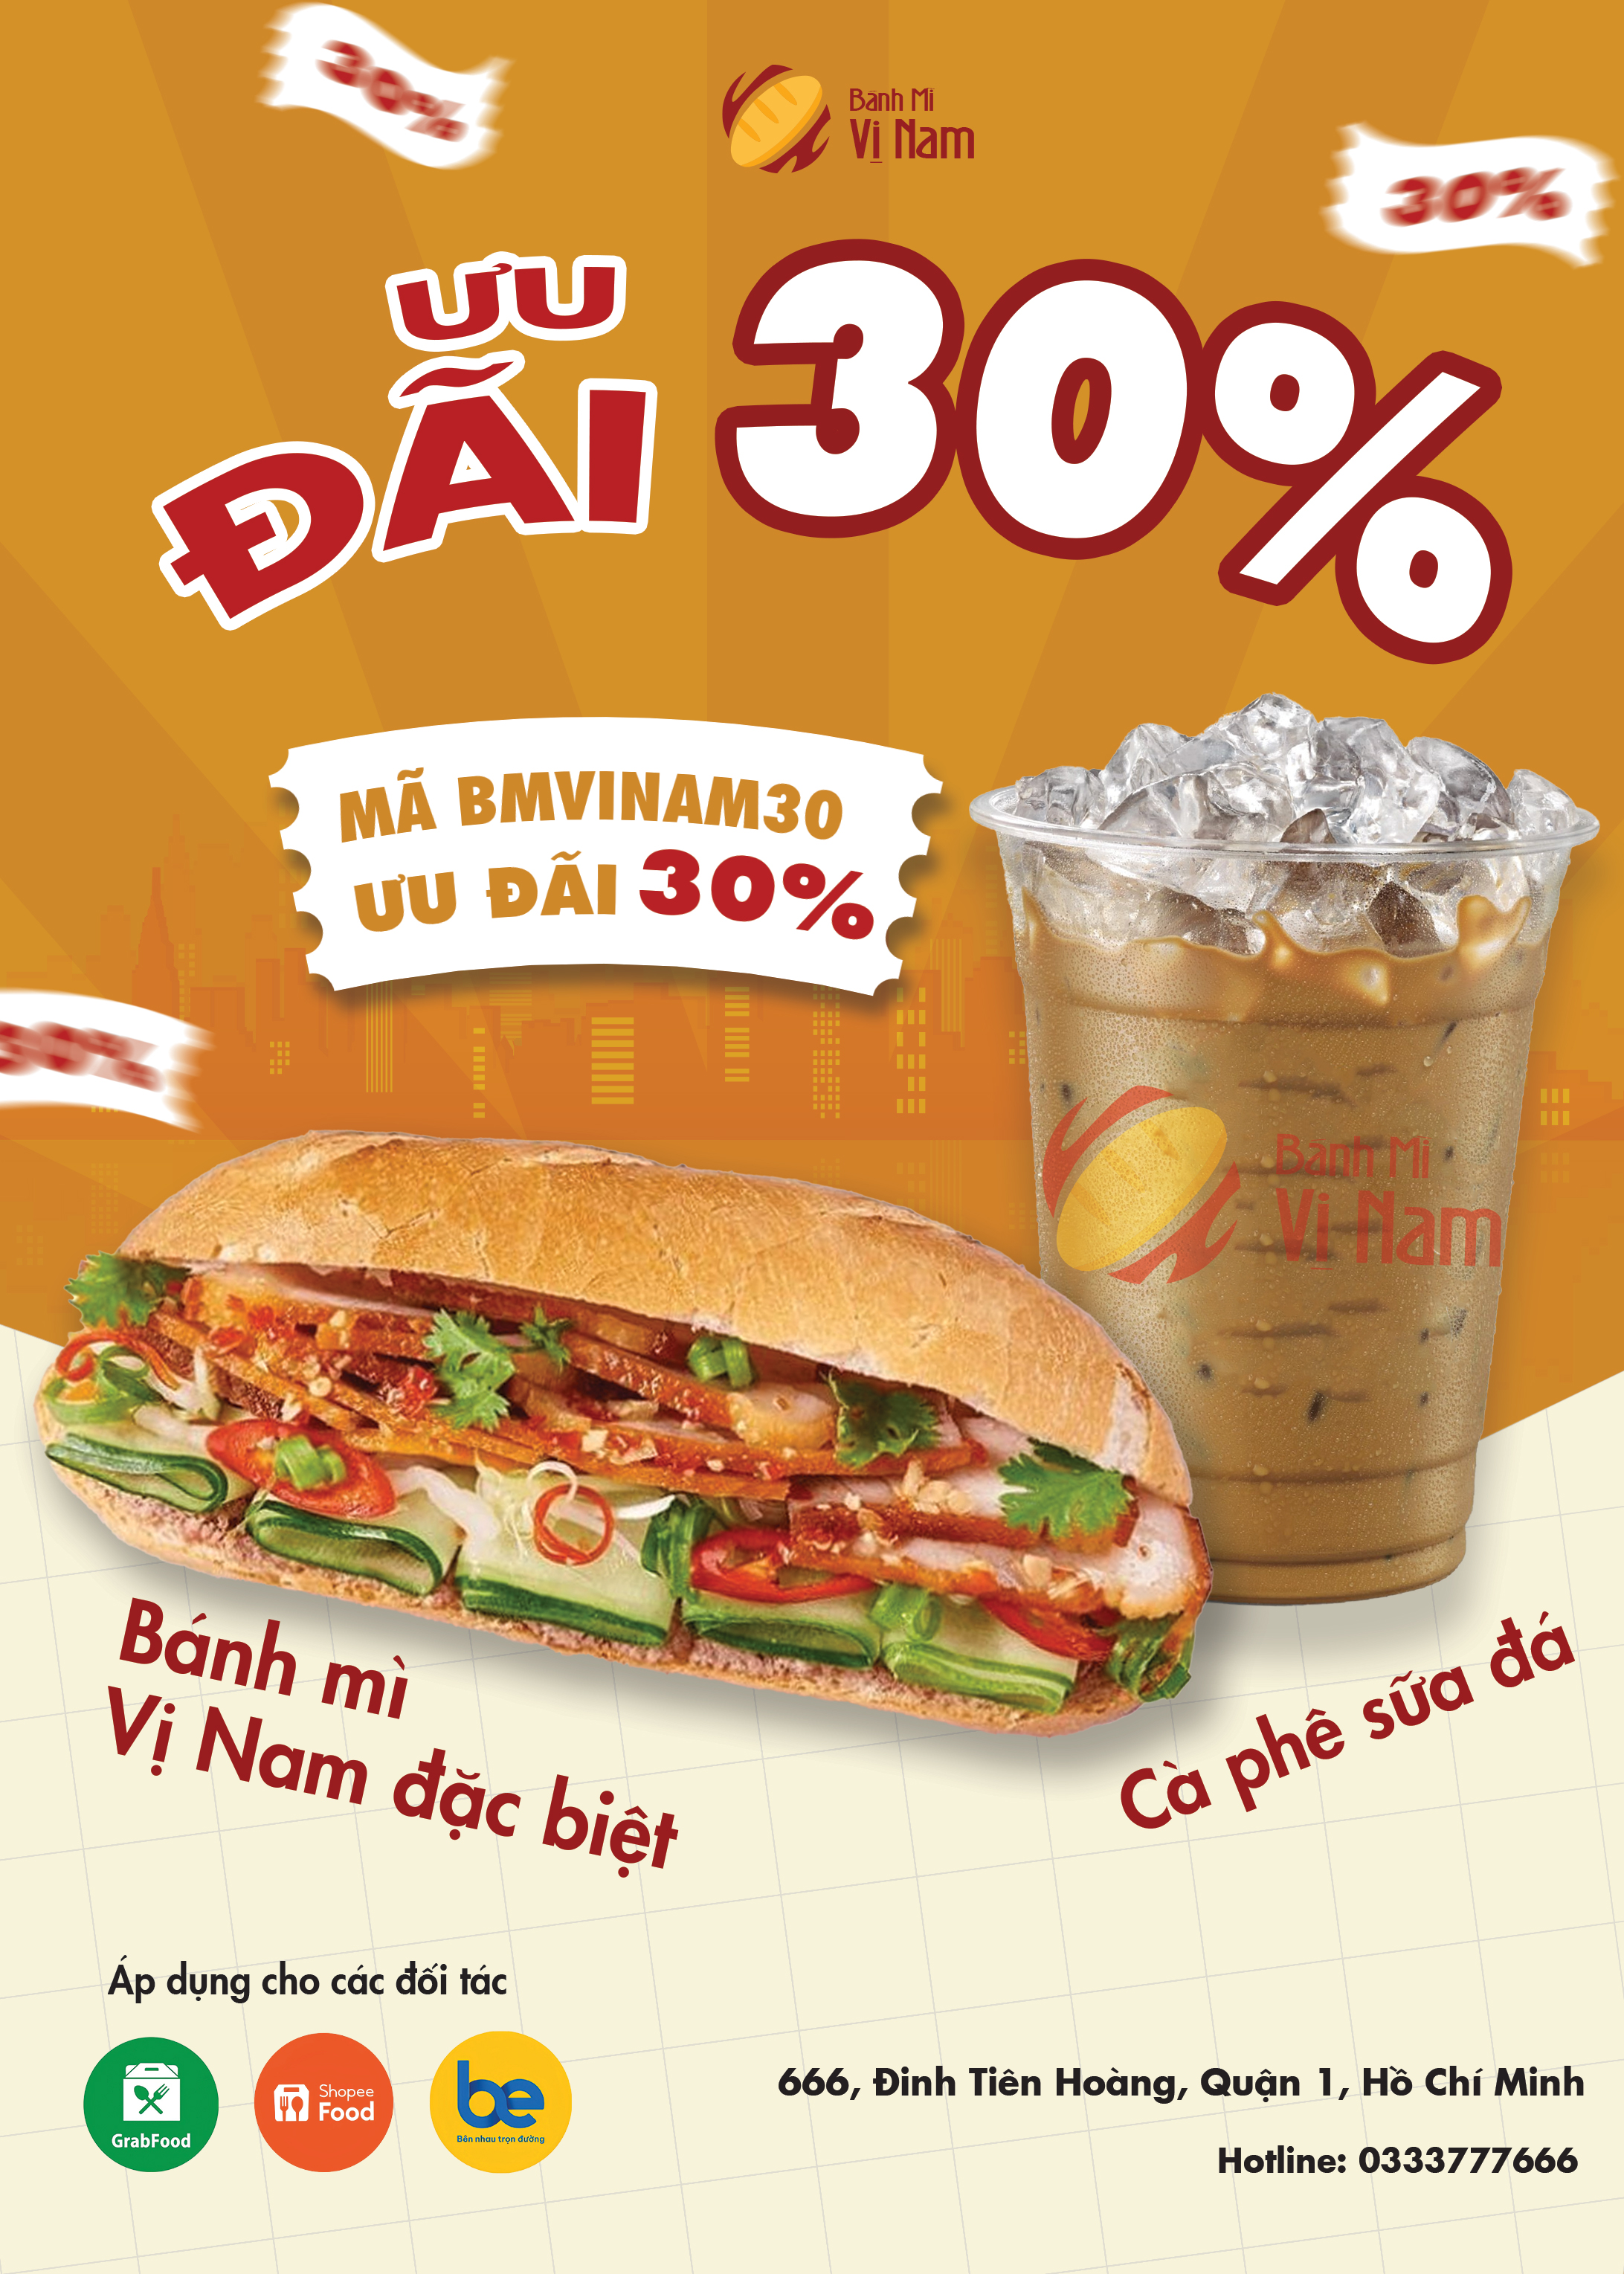 30%
Bánh Mì
Vị Nam
30%
ƯU
ĐÃI 30%
MÃ BMVINAM30
ƯU ĐÃI 30%
30%
Bánh Mì
Vị Nam
Bánh mì
Vị Nam đặc biệt
Cà phê sữa đá
Áp dụng cho các đối tác
GrabFood
Shopee
Food
be
Bên nhau trọn đường
666, Đinh Tiên Hoàng, Quận 1, Hồ Chí Minh
Hotline: 0333777666